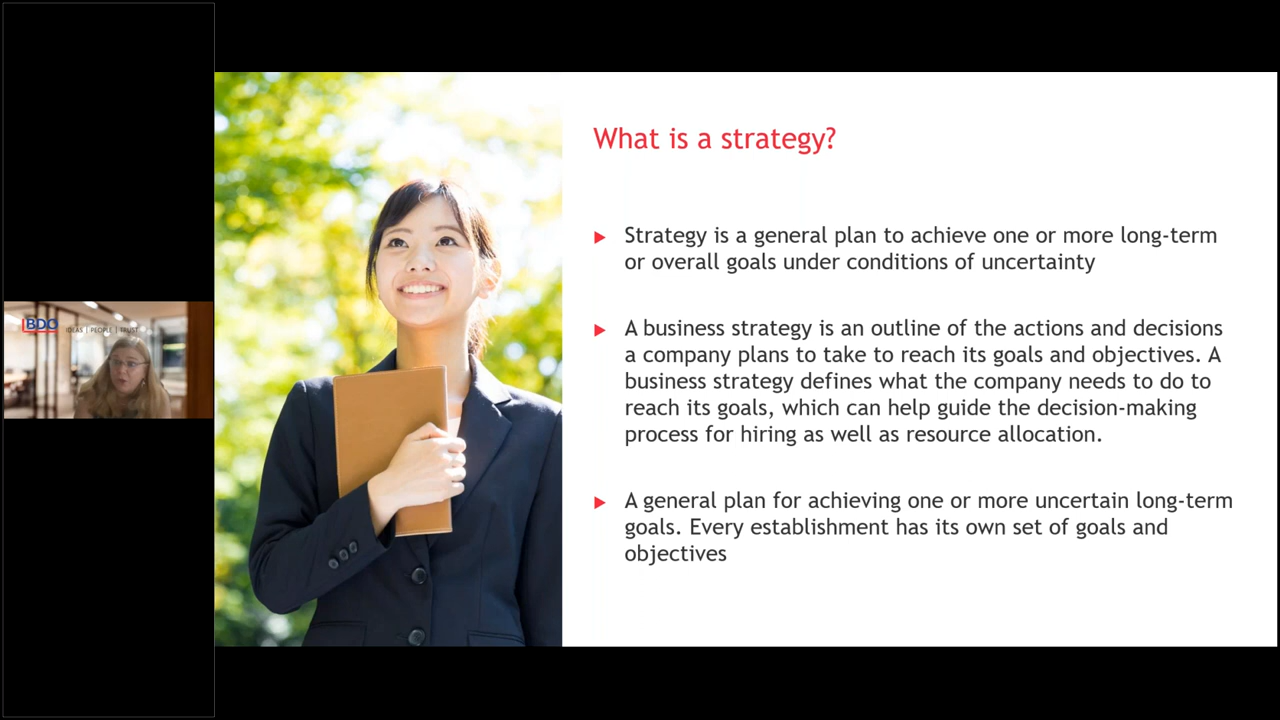 BDO
IDEAS | PEOPLE | TRUST
What is a strategy?
Strategy is a general plan to achieve one or more long-term
or overall goals under conditions of uncertainty
A business strategy is an outline of the actions and decisions
a company plans to take to reach its goals and objectives. A
business strategy defines what the company needs to do to
reach its goals, which can help guide the decision-making
process for hiring as well as resource allocation.
A general plan for achieving one or more uncertain long-term
goals. Every establishment has its own set of goals and
objectives